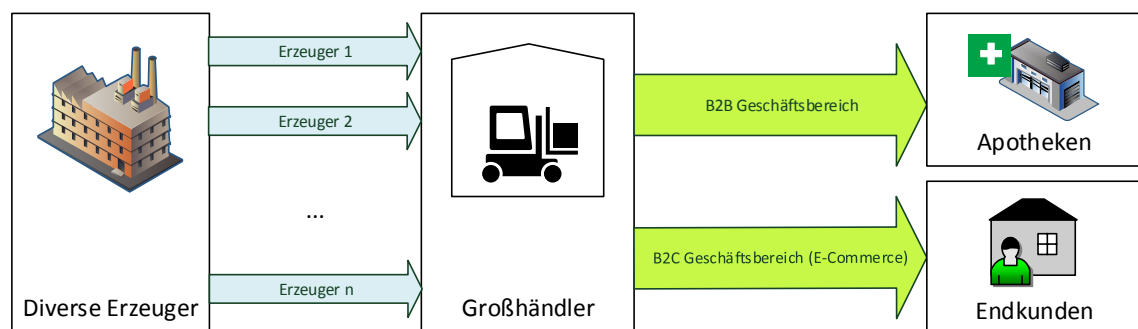 Erzeuger 1
Erzeuger 2
...
Erzeuger n
Diverse Erzeuger
Großhändler
B2B Geschäftsbereich
B2C Geschäftsbereich (E-Commerce)
Apotheken
Endkunden